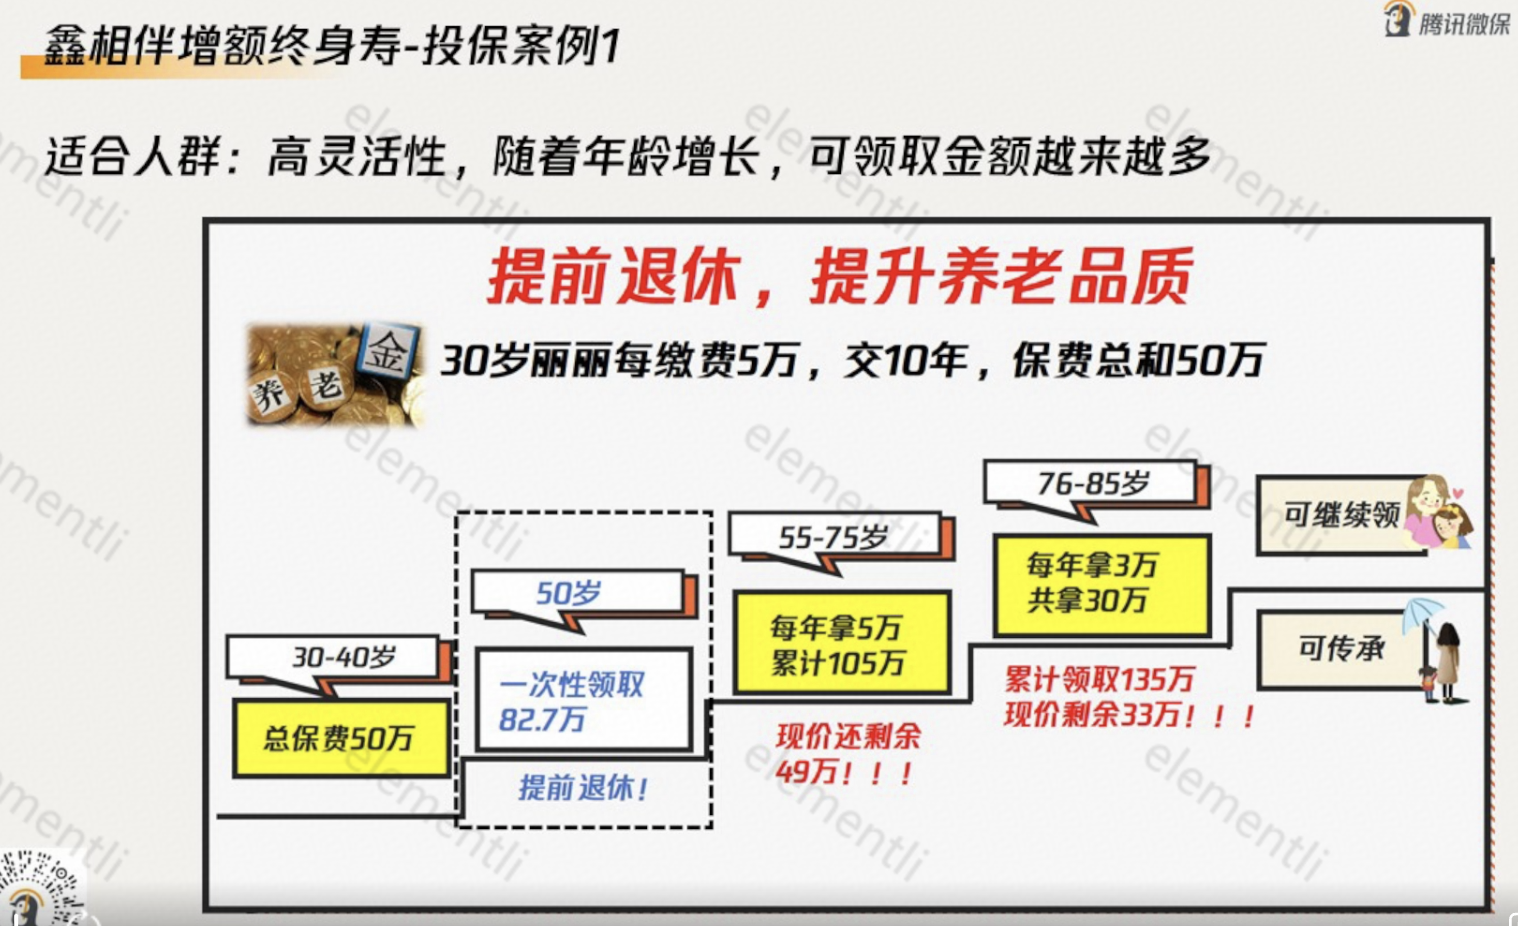 鑫相伴增额终身寿-投保案例1
腾讯微保
适合人群：高灵活性，随着年龄增长，可领取金额越来越多
提前退休，提升养老品质
养老金
30岁丽丽每缴费5万，交10年，保费总和50万
30-40岁
总保费50万
50岁
一次性领取
82.7万
提前退休！
55-75岁
每年拿5万
累计105万
现价还剩余
49万！！！
76-85岁
每年拿3万
共拿30万
累计领取135万
现价剩余33万！！！
可继续领
可传承
elementli
elementli
elementli
elementli
elementli
elementli
elementli
elementli
elementli